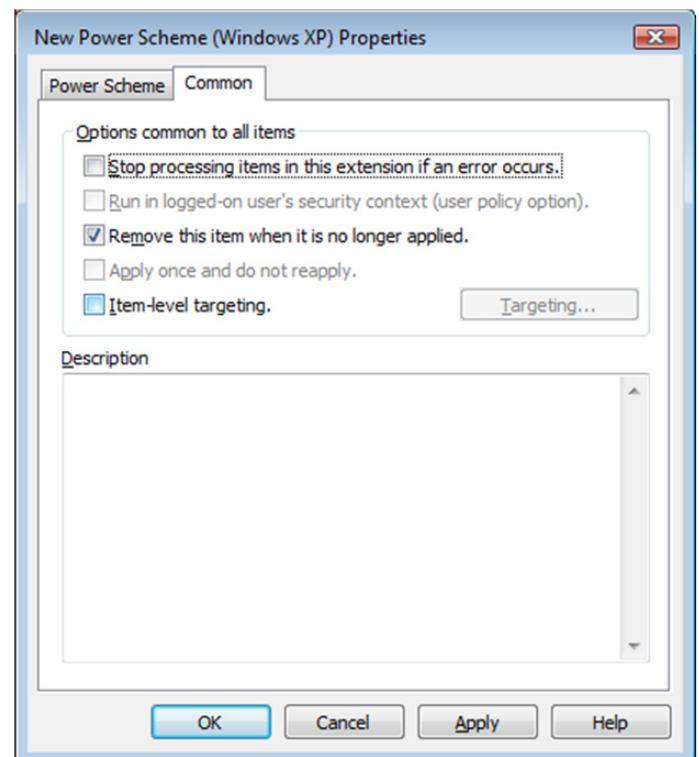 New Power Scheme (Windows XP) Properties
Power Scheme Common
Options common to all items
Stop processing items in this extension if an error occurs.
Run in logged-on user's security context (user policy option).
Remove this item when it is no longer applied.
Apply once and do not reapply.
Item-level targeting. Targeting...
Description
OK Cancel Apply Help